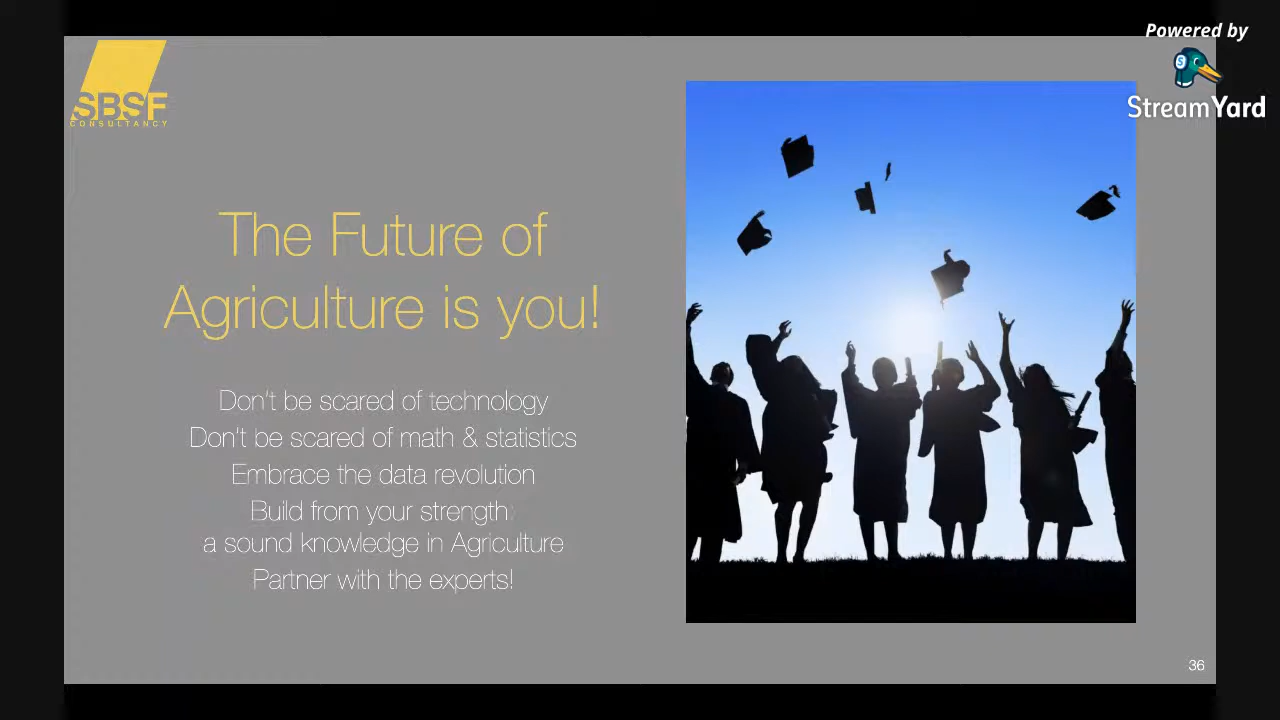 Powered by
StreamYard
SBSF
CONSULTANCY
The Future of
Agriculture is you!
Don't be scared of technology
Don't be scared of math & statistics
Embrace the data revolution
Build from your strength:
a sound knowledge in Agriculture
Partner with the experts!
36